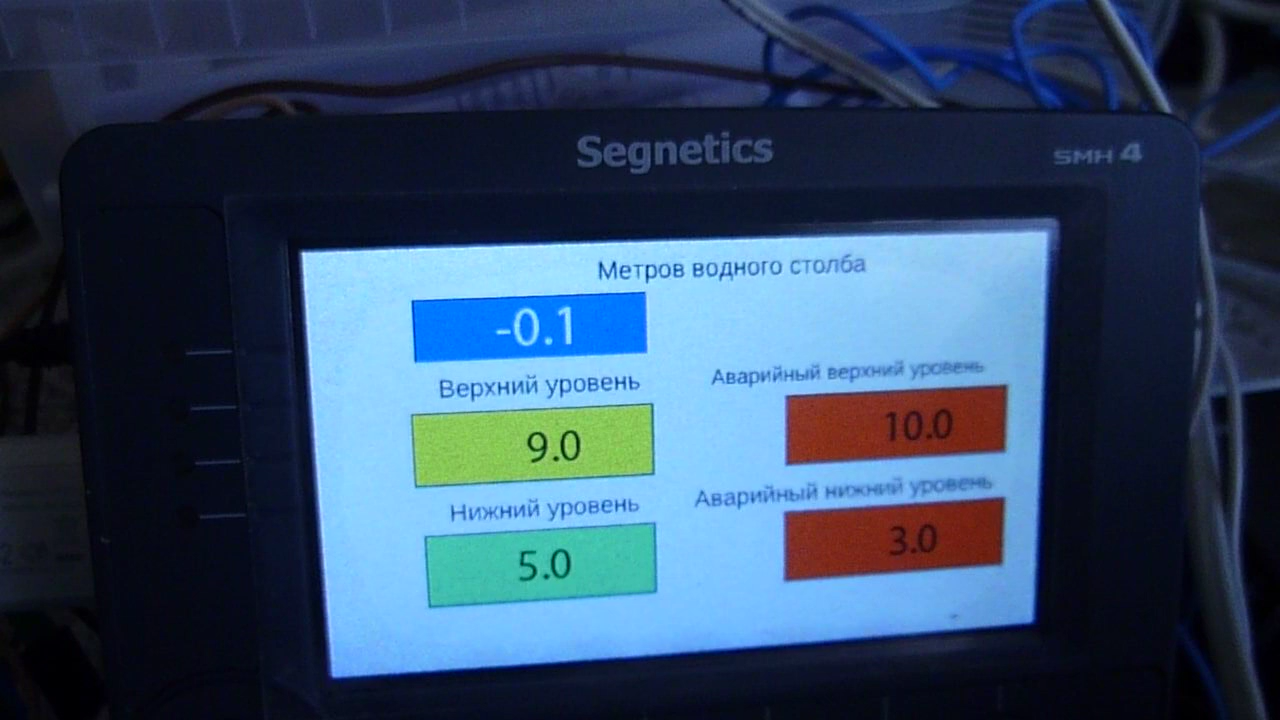 Segnetics
SMH 4
Метров водного столба
-0.1
Верхний уровень
Аварийный верхний уровень
9.0
10.0
Нижний уровень
Аварийный нижний уровень
5.0
3.0